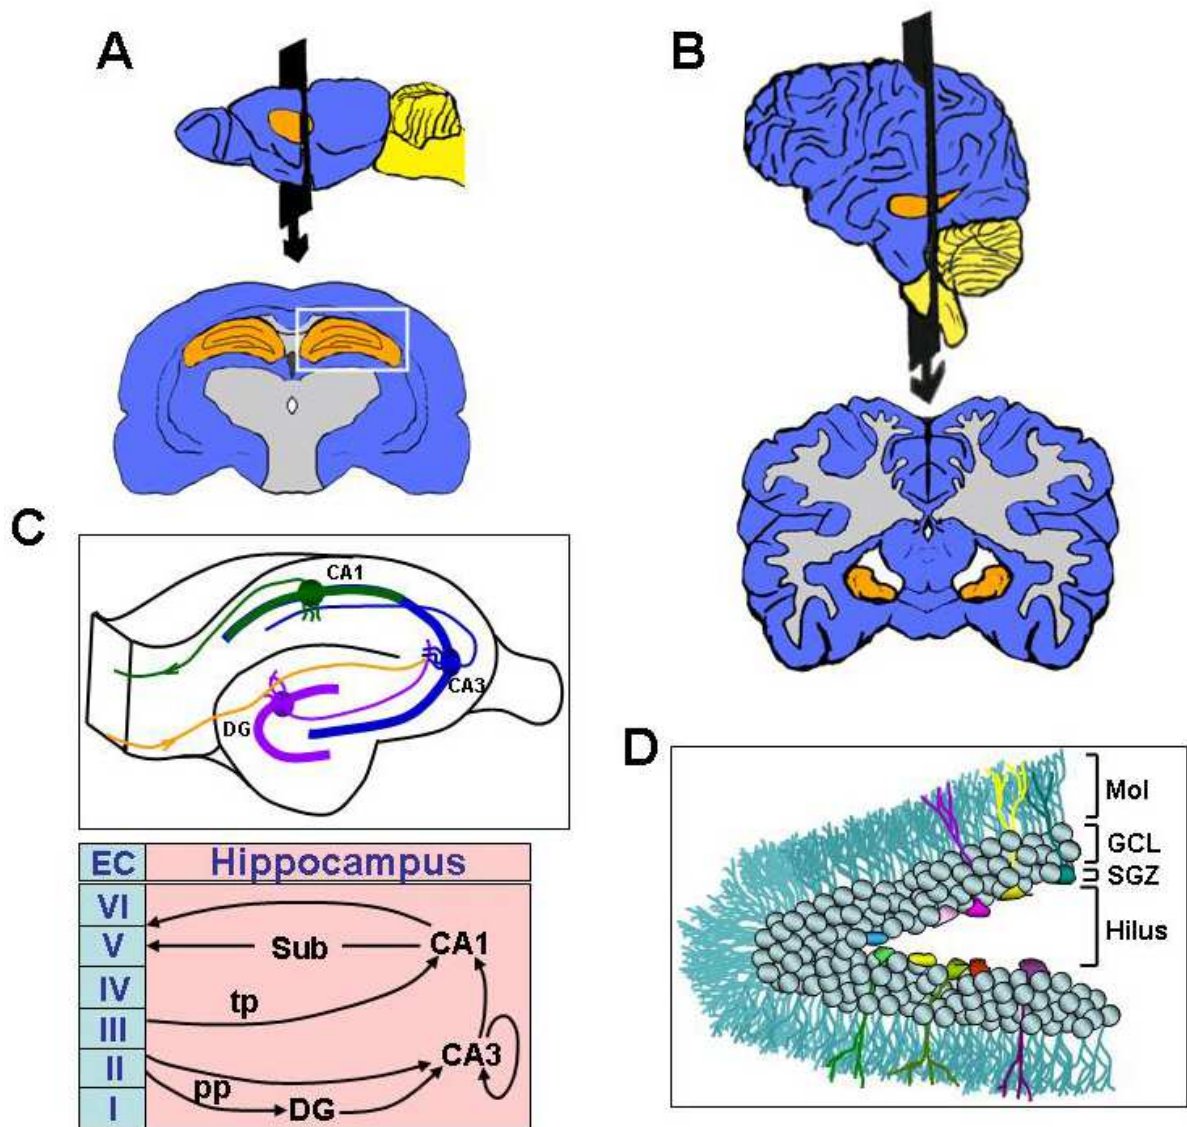 A
B
C
CA1
CA3
DG
EC Hippocampus
VI
V Sub CA1
IV
tp
III
II CA3
pp
I DG
D
Mol
GCL
SGZ
Hilus